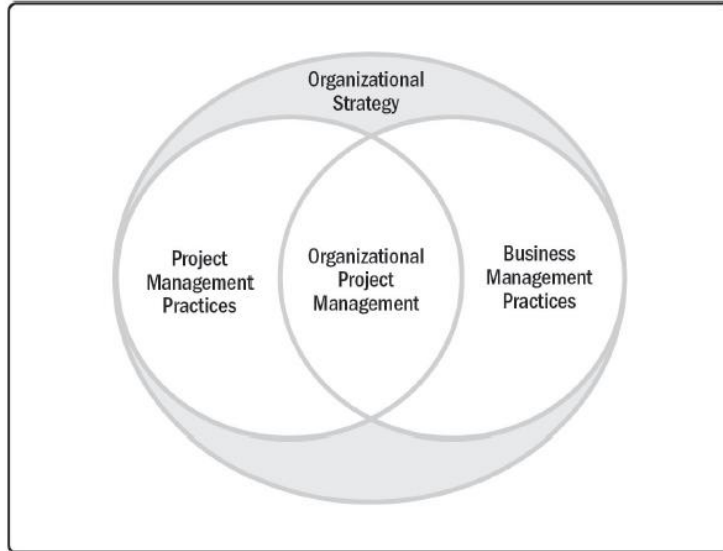 Organizational
Strategy
Project
Management
Practices
Organizational
Project
Management
Business
Management
Practices